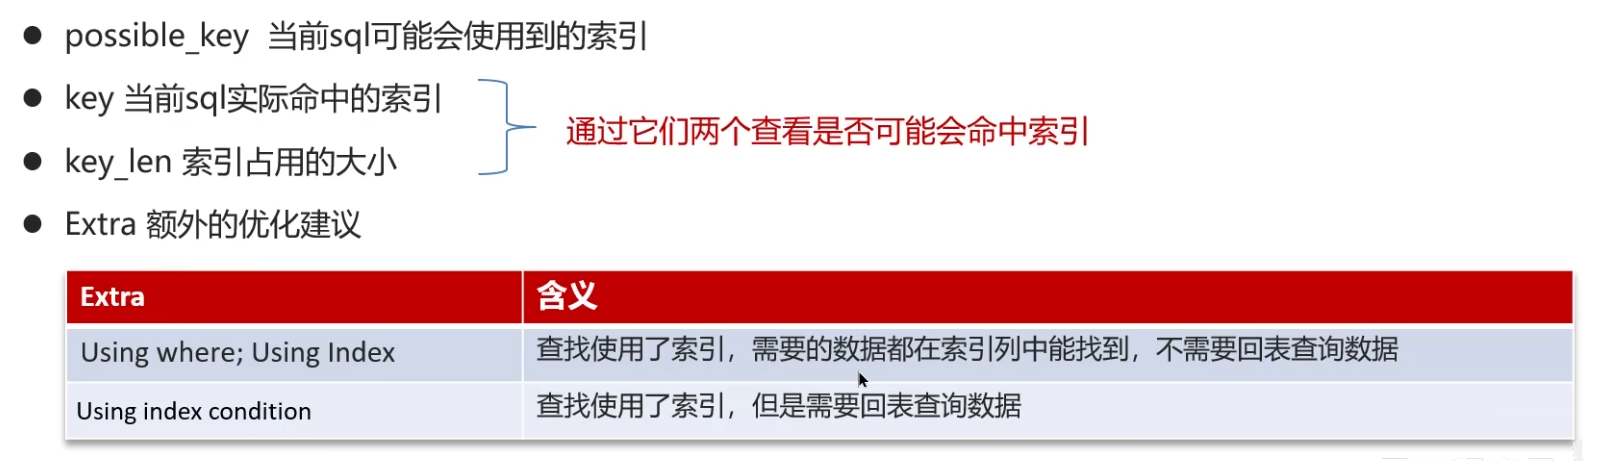 possible_key 当前sql可能会使用到的索引
key 当前sql实际命中的索引
通过它们两个查看是否可能会命中索引
key_len 索引占用的大小
Extra 额外的优化建议
Extra 含义
Using where; Using Index 查找使用了索引，需要的数据都在索引列中能找到，不需要回表查询数据
Using index condition 查找使用了索引，但是需要回表查询数据